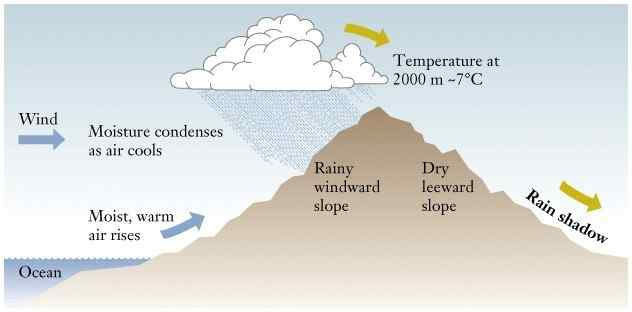 Temperature at
2000 m ~7°C
Wind
Moisture condenses
as air cools
Rainy
windward
slope
Dry
leeward
slope
Rain shadow
Moist, warm
air rises
Ocean